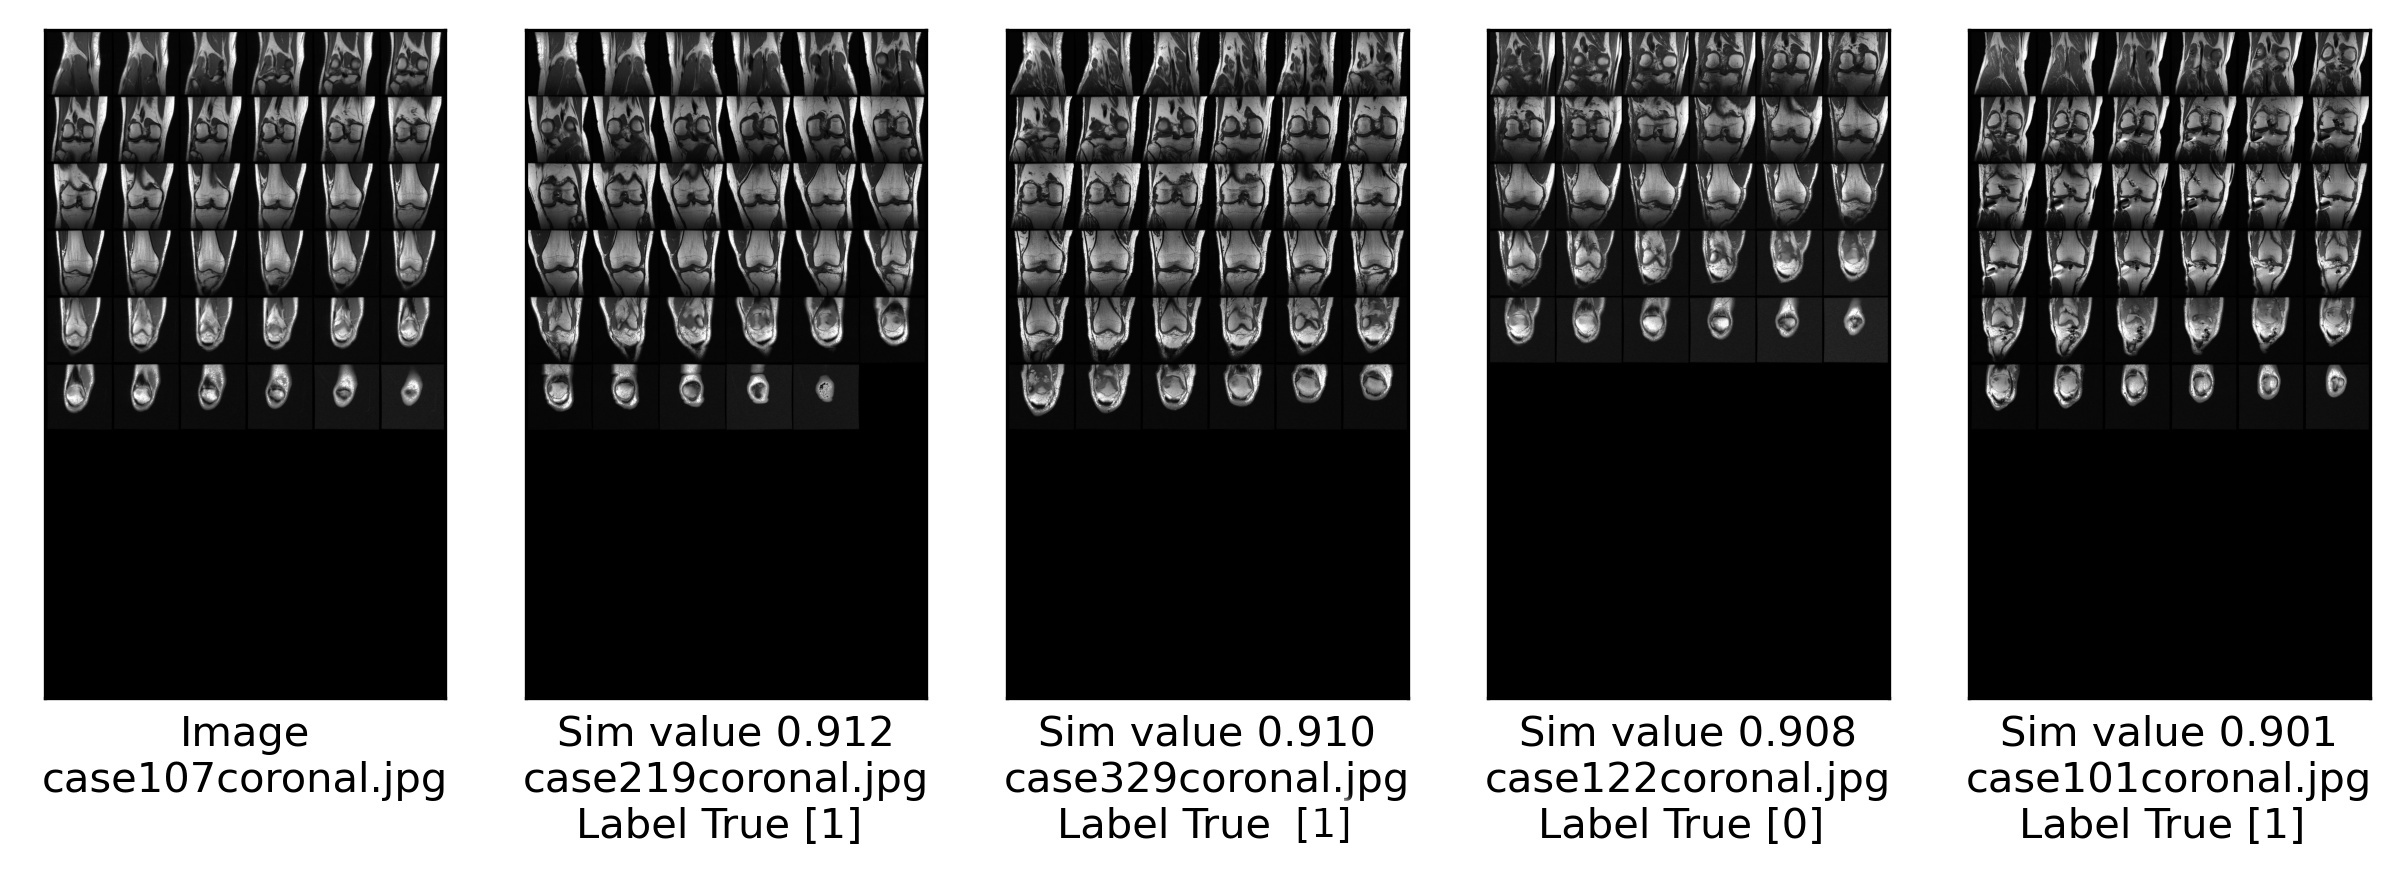 Image
case107coronal.jpg
Sim value 0.912
case219coronal.jpg
Label True [1]
Sim value 0.910
case329coronal.jpg
Label True  [1]
Sim value 0.908
case122coronal.jpg
Label True [0]
Sim value 0.901
case101coronal.jpg
Label True [1]